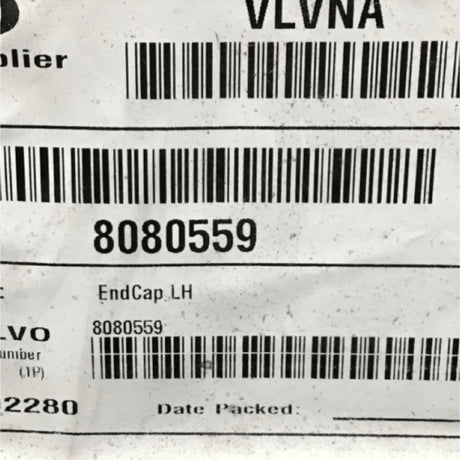 VLVNA
plier
8080559
EndCap LH
LVO
8080559
umber
(1P)
2280
Date Packed: